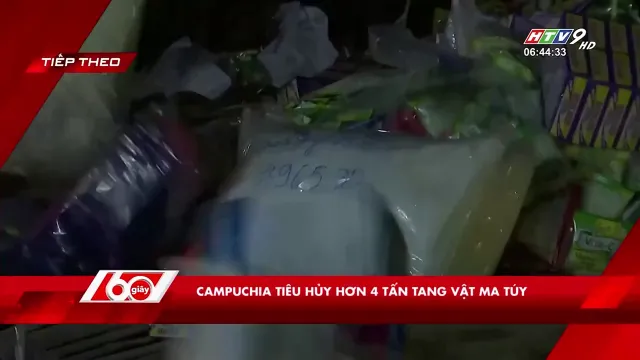 TIẾP THEO
HTV9 HD
06:44:33
60 giây
CAMPUCHIA TIÊU HỦY HƠN 4 TẤN TANG VẬT MA TÚY